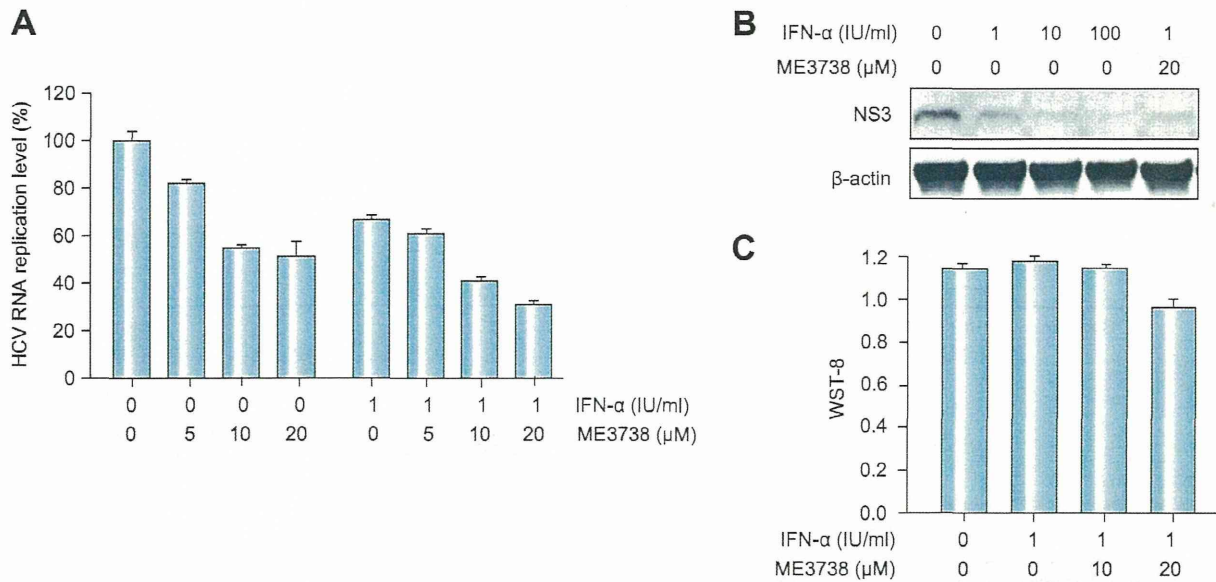 A
HCV RNA replication level (%)
120
100
80
60
40
20
0
0 0 0 0 1 1 1 1 IFN-α (IU/ml)
0 5 10 20 0 5 10 20 ME3738 (μM)
B
IFN-α (IU/ml) 0 1 10 100 1
ME3738 (μM) 0 0 0 0 20
NS3
β-actin
C
WST-8
1.2
1.0
0.8
0.6
0.4
0.2
0.0
IFN-α (IU/ml) 0 1 1 1
ME3738 (μM) 0 0 10 20